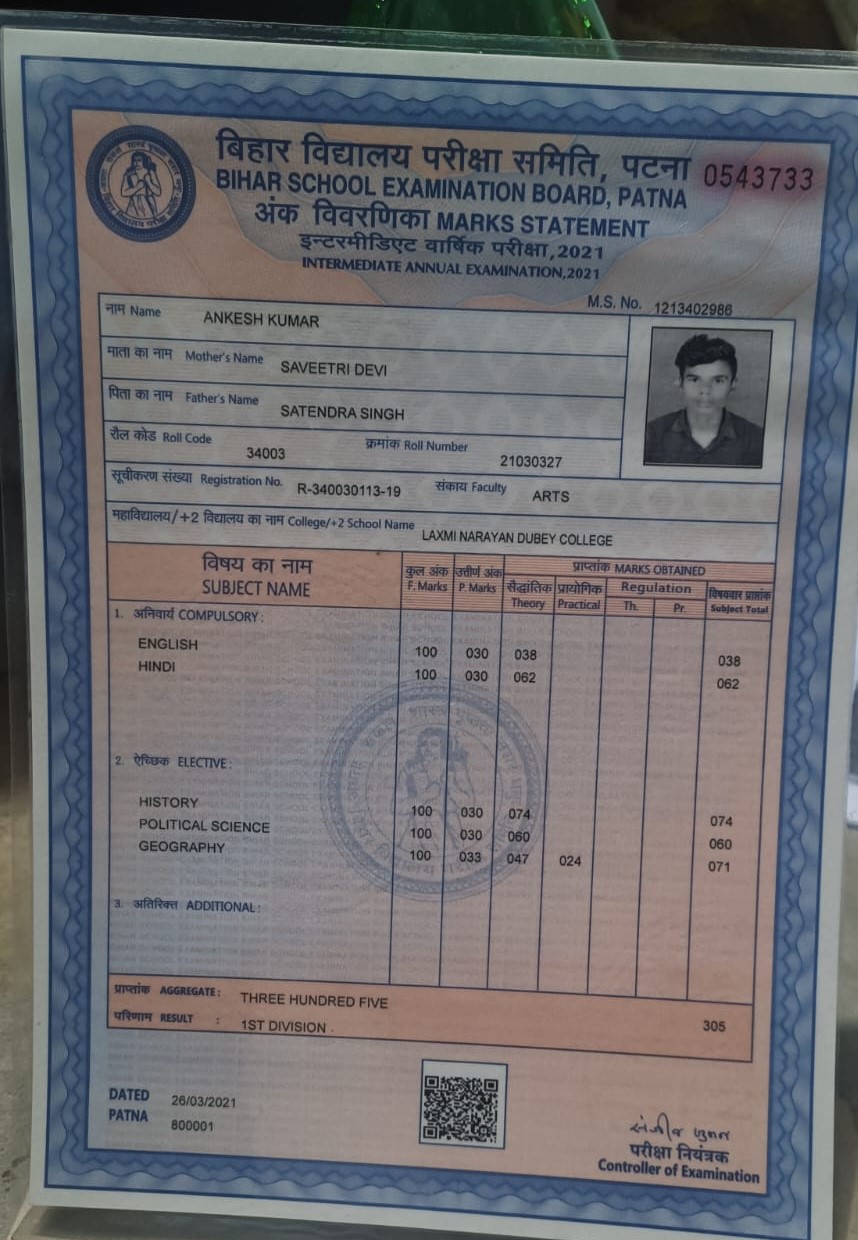 बिहार विद्यालय परीक्षा समिति, पटना 0543733
BIHAR SCHOOL EXAMINATION BOARD, PATNA
अंक विवरणिका MARKS STATEMENT
इन्टरमीडिएट वार्षिक परीक्षा,2021
INTERMEDIATE ANNUAL EXAMINATION,2021
M.S. No. 1213402986
नाम Name ANKESH KUMAR
माता का नाम Mother's Name SAVEETRI DEVI
पिता का नाम Father's Name SATENDRA SINGH
रौल कोड Roll Code 34003 क्रमांक Roll Number 21030327
सूचीकरण संख्या Registration No. R-340030113-19 संकाय Faculty ARTS
महाविद्यालय/+2 विद्यालय का नाम College/+2 School Name LAXMI NARAYAN DUBEY COLLEGE
विषय का नाम कुल अंक उत्तीर्ण अंक प्राप्तांक MARKS OBTAINED
SUBJECT NAME F. Marks P. Marks सैद्धांतिक प्रायोगिक Regulation विषयवार प्राप्तांक
Theory Practical Th. Pr. Subject Total
1. अनिवार्य COMPULSORY :
ENGLISH 100 030 038 038
HINDI 100 030 062 062
2. ऐच्छिक ELECTIVE :
HISTORY 100 030 074 074
POLITICAL SCIENCE 100 030 060 060
GEOGRAPHY 100 033 047 024 071
3. अतिरिक्त ADDITIONAL :
प्राप्तांक AGGREGATE : THREE HUNDRED FIVE 305
परिणाम RESULT : 1ST DIVISION
DATED 26/03/2021
PATNA 800001
परीक्षा नियंत्रक
Controller of Examination